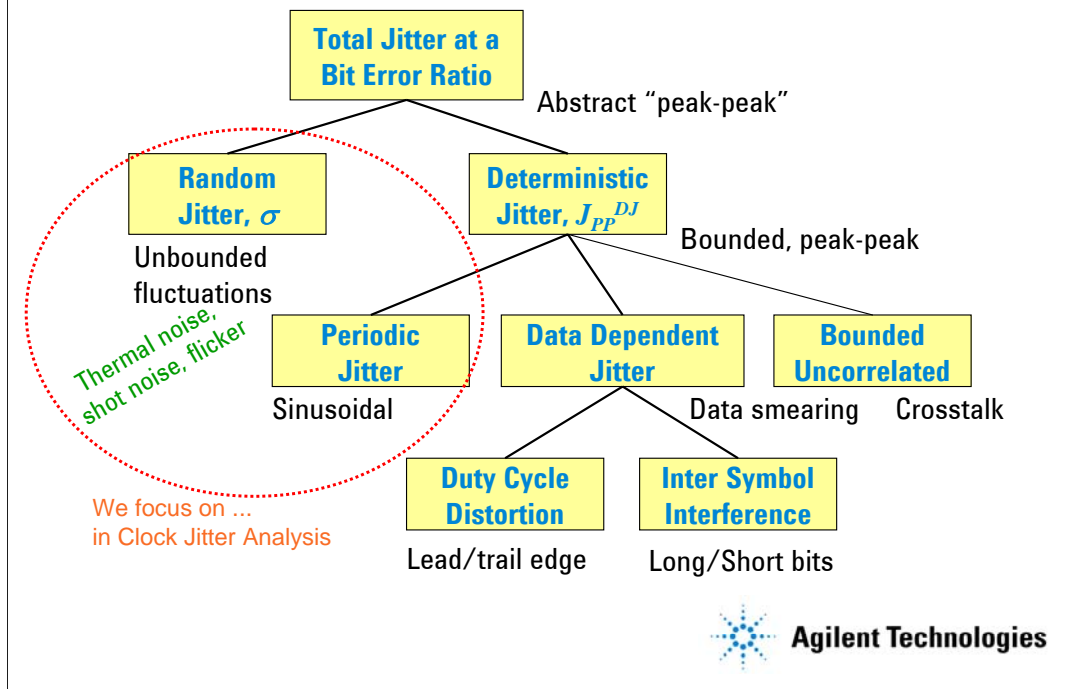 Total Jitter at a
Bit Error Ratio
Abstract “peak-peak”
Random
Jitter, σ
Deterministic
Jitter, J_PP^DJ
Unbounded
fluctuations
Bounded, peak-peak
Thermal noise,
shot noise, flicker
Periodic
Jitter
Data Dependent
Jitter
Bounded
Uncorrelated
Sinusoidal
Data smearing
Crosstalk
Duty Cycle
Distortion
Inter Symbol
Interference
We focus on ...
in Clock Jitter Analysis
Lead/trail edge
Long/Short bits
Agilent Technologies